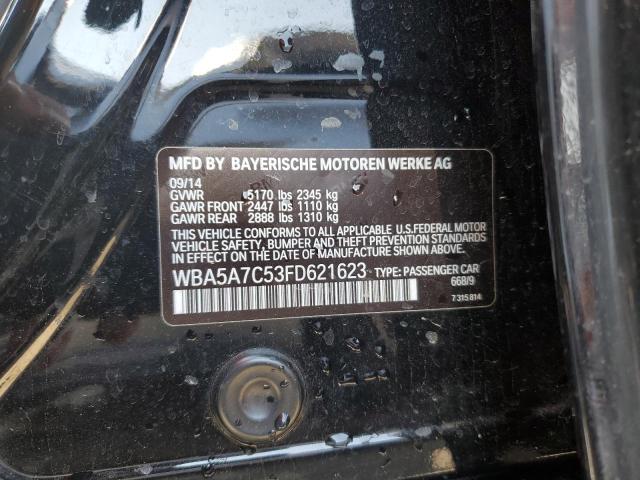 MFD BY BAYERISCHE MOTOREN WERKE AG
09/14
GVWR 5170 lbs 2345 kg
GAWR FRONT 2447 lbs 1110 kg
GAWR REAR 2888 lbs 1310 kg
THIS VEHICLE CONFORMS TO ALL APPLICABLE U.S.FEDERAL MOTOR
VEHICLE SAFETY, BUMPER AND THEFT PREVENTION STANDARDS
IN EFFECT ON THE DATE OF MANUFACTURE SHOWN ABOVE.
WBA5A7C53FD621623 TYPE: PASSENGER CAR
668/9
7 315 814